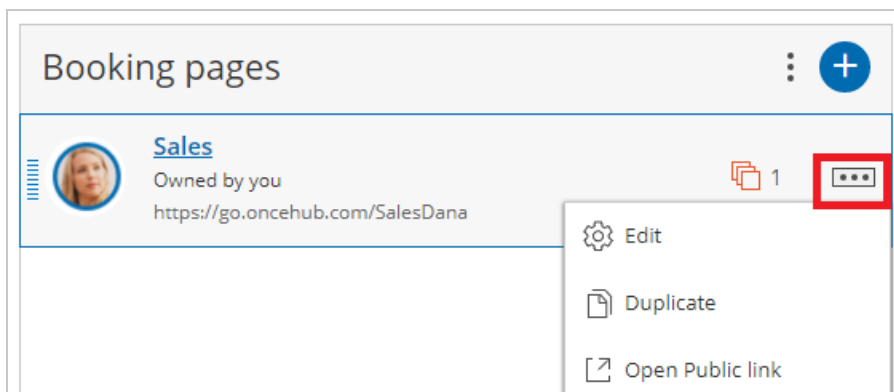 Booking pages
Sales
Owned by you
1
https://go.oncehub.com/SalesDana
Edit
Duplicate
Open Public link